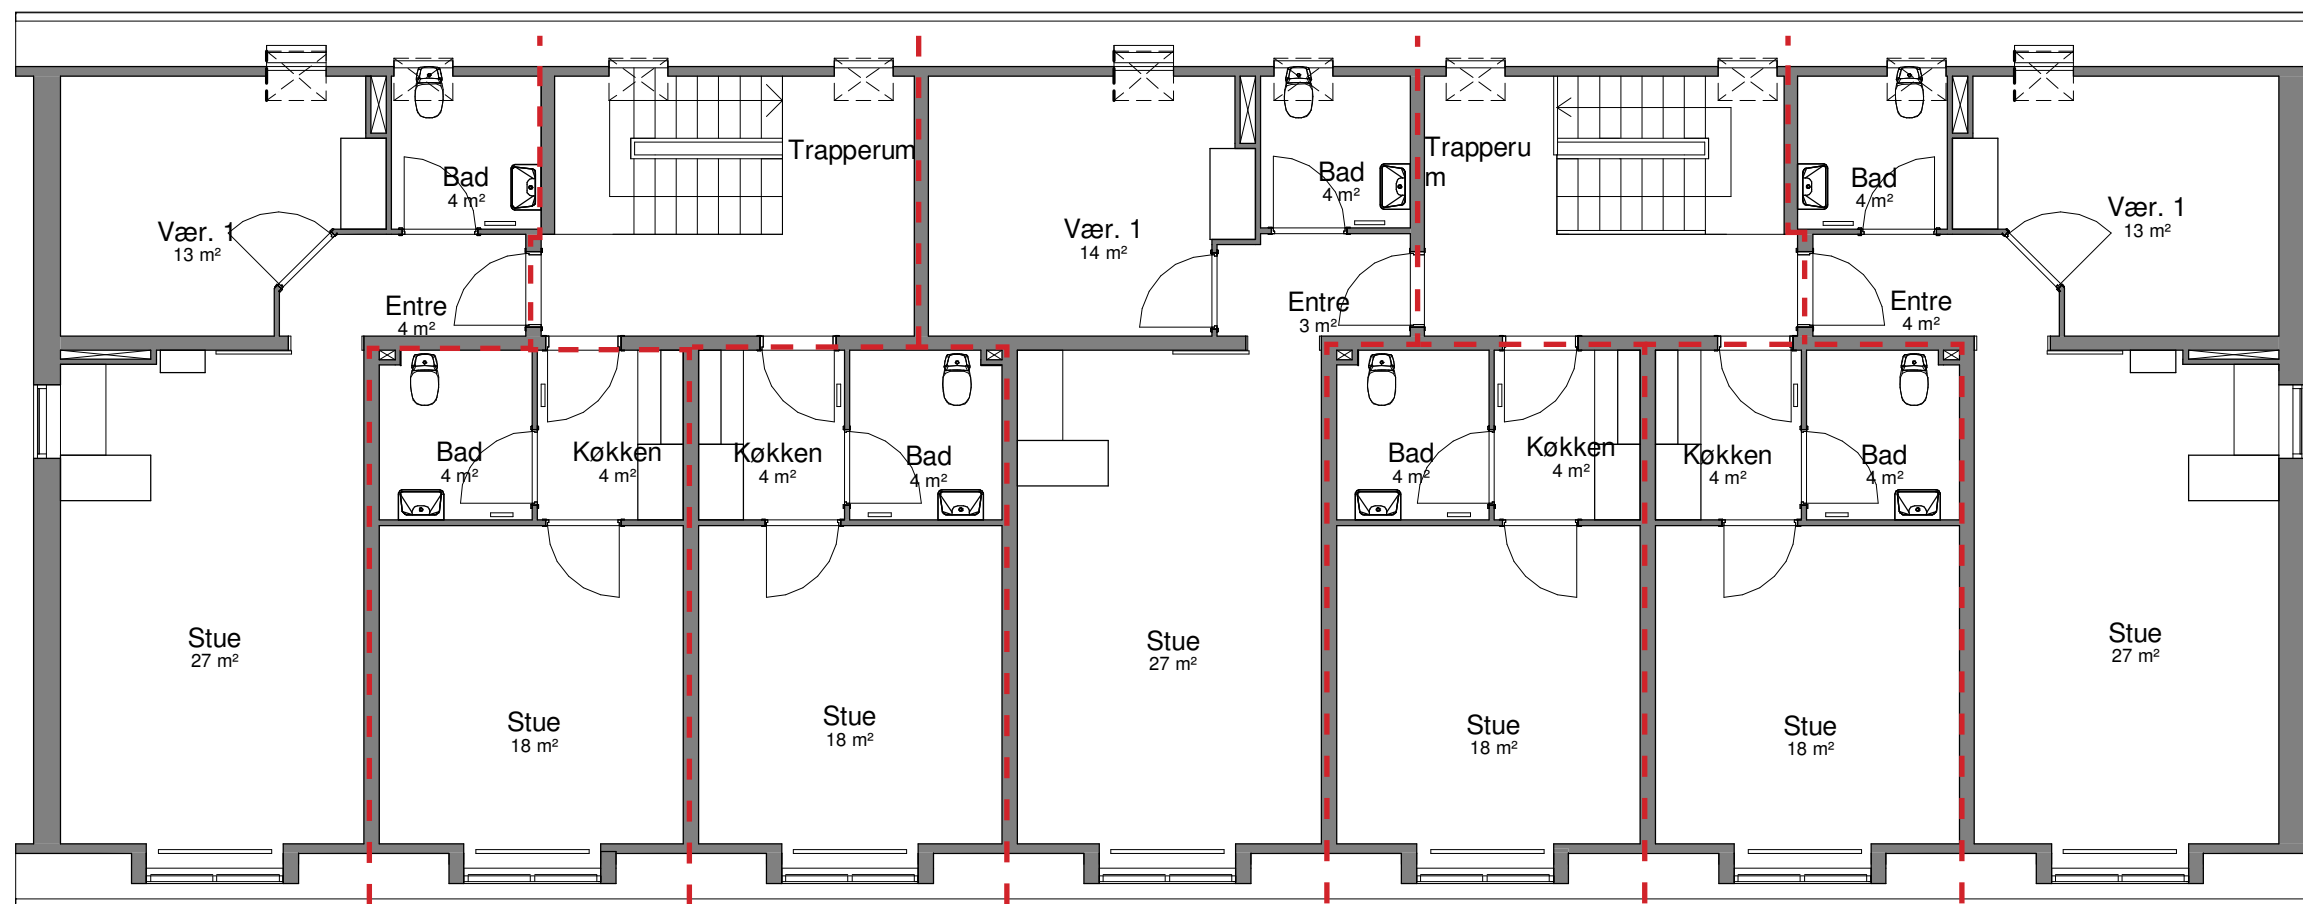 Trapperum
Trapperu
m
Bad
4 m²
Bad
4 m²
Bad
4 m²
Vær. 1
13 m²
Vær. 1
14 m²
Vær. 1
13 m²
Entre
4 m²
Entre
3 m²
Entre
4 m²
Bad
4 m²
Køkken
4 m²
Køkken
4 m²
Bad
4 m²
Bad
4 m²
Køkken
4 m²
Køkken
4 m²
Bad
4 m²
Stue
27 m²
Stue
18 m²
Stue
18 m²
Stue
27 m²
Stue
18 m²
Stue
18 m²
Stue
27 m²